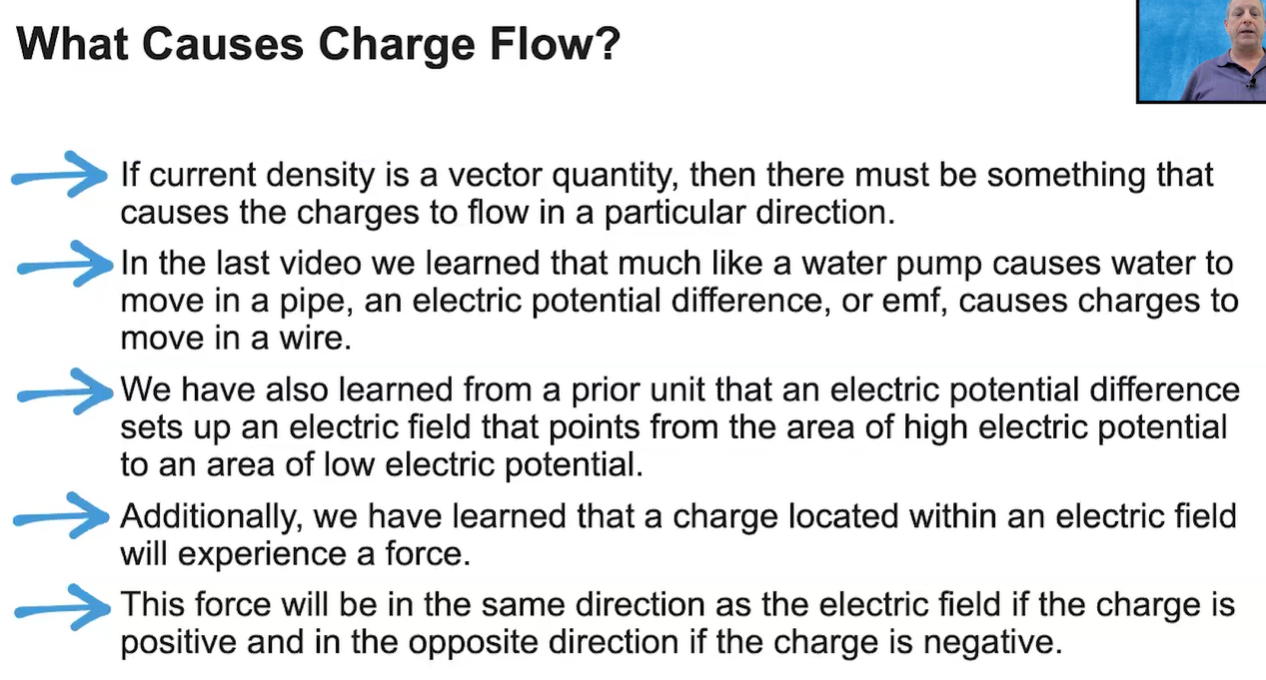 What Causes Charge Flow?
If current density is a vector quantity, then there must be something that
causes the charges to flow in a particular direction.
In the last video we learned that much like a water pump causes water to
move in a pipe, an electric potential difference, or emf, causes charges to
move in a wire.
We have also learned from a prior unit that an electric potential difference
sets up an electric field that points from the area of high electric potential
to an area of low electric potential.
Additionally, we have learned that a charge located within an electric field
will experience a force.
This force will be in the same direction as the electric field if the charge is
positive and in the opposite direction if the charge is negative.